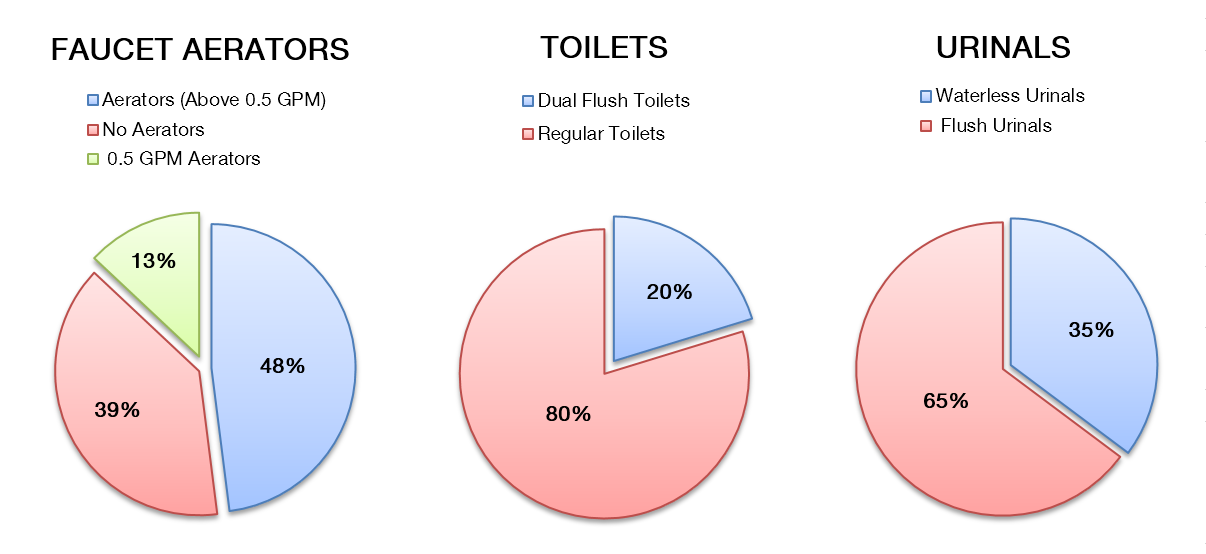 FAUCET AERATORS
Aerators (Above 0.5 GPM)
No Aerators
0.5 GPM Aerators
13%
48%
39%
TOILETS
Dual Flush Toilets
Regular Toilets
20%
80%
URINALS
Waterless Urinals
Flush Urinals
35%
65%